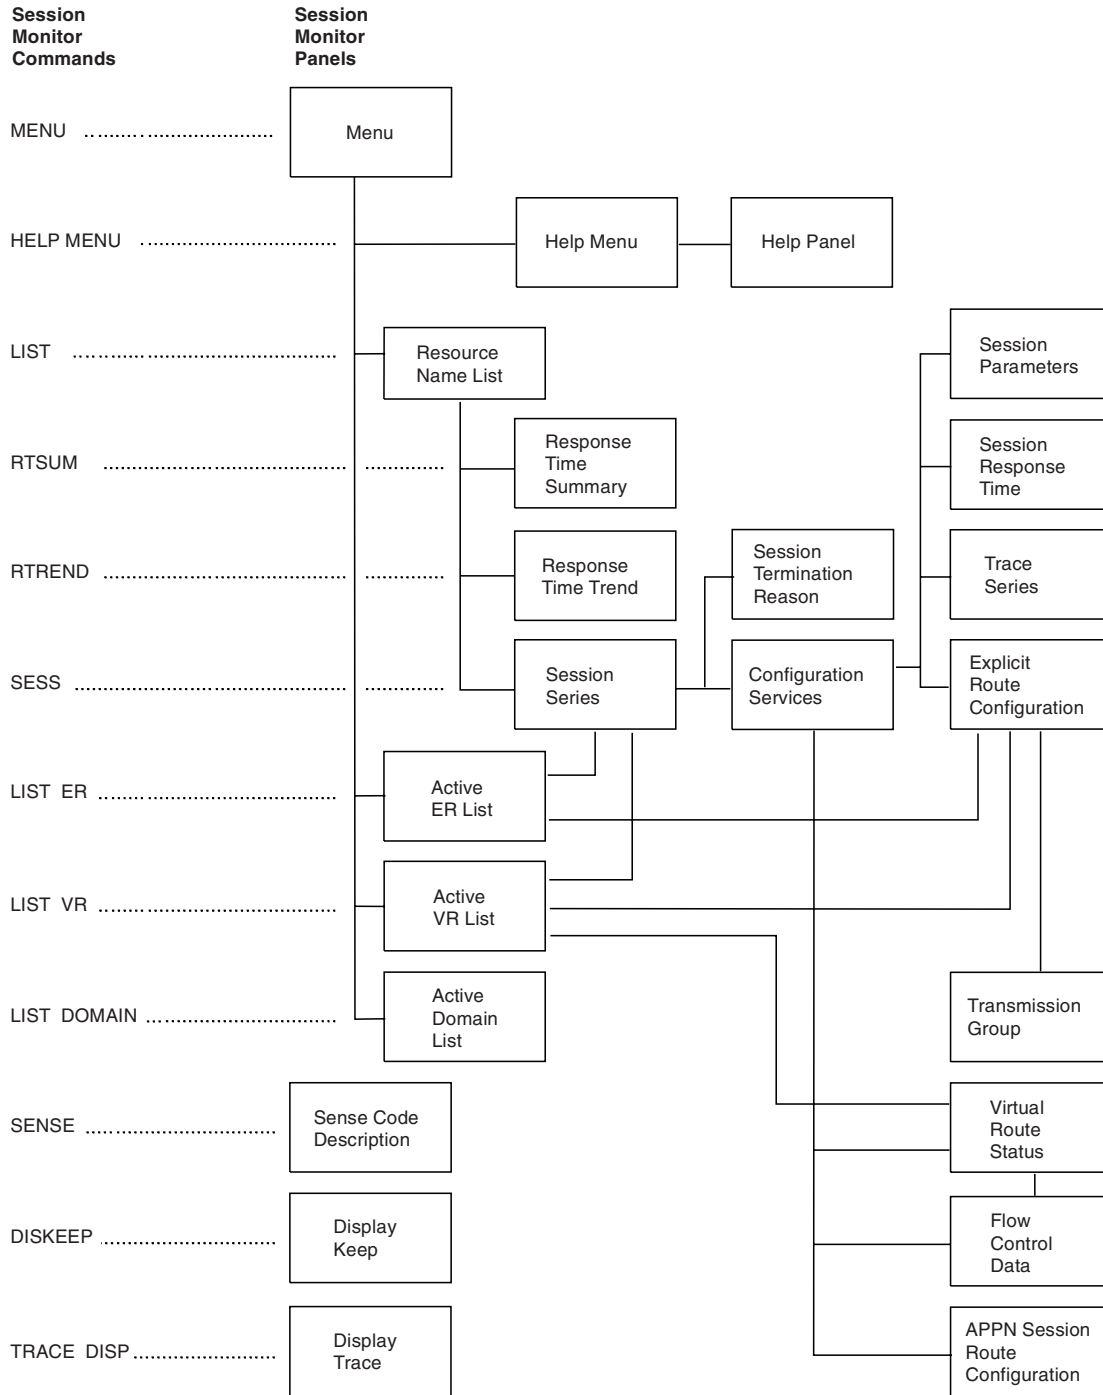 Session
Monitor
Commands
Session
Monitor
Panels
MENU
Menu
HELP MENU
Help Menu
Help Panel
LIST
Resource
Name List
Session
Parameters
RTSUM
Response
Time
Summary
Session
Response
Time
RTREND
Response
Time Trend
Session
Termination
Reason
Trace
Series
SESS
Session
Series
Configuration
Services
Explicit
Route
Configuration
LIST ER
Active
ER List
LIST VR
Active
VR List
LIST DOMAIN
Active
Domain
List
Transmission
Group
SENSE
Sense Code
Description
Virtual
Route
Status
DISKEEP
Display
Keep
Flow
Control
Data
TRACE DISP
Display
Trace
APPN Session
Route
Configuration